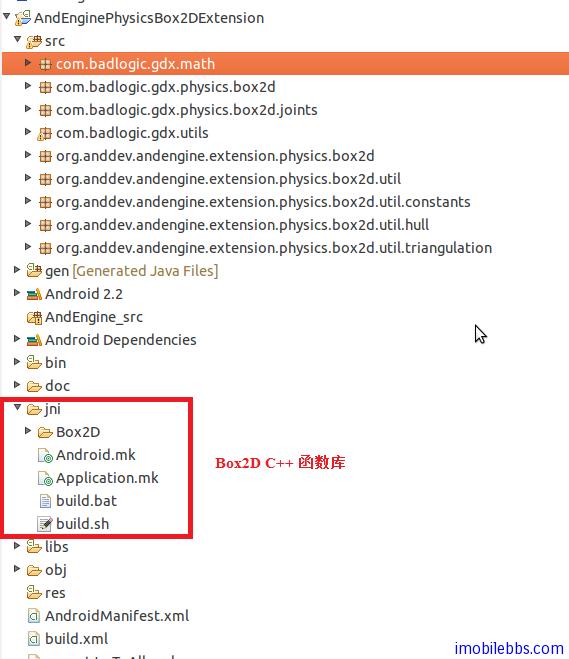 AndEnginePhysicsBox2DExtension
src
com.badlogic.gdx.math
com.badlogic.gdx.physics.box2d
com.badlogic.gdx.physics.box2d.joints
com.badlogic.gdx.utils
org.anddev.andengine.extension.physics.box2d
org.anddev.andengine.extension.physics.box2d.util
org.anddev.andengine.extension.physics.box2d.util.constants
org.anddev.andengine.extension.physics.box2d.util.hull
org.anddev.andengine.extension.physics.box2d.util.triangulation
gen [Generated Java Files]
Android 2.2
AndEngine_src
Android Dependencies
bin
doc
jni
Box2D
Android.mk
Box2D C++ 函数库
Application.mk
build.bat
build.sh
libs
obj
res
AndroidManifest.xml
build.xml
imobilebbs.com